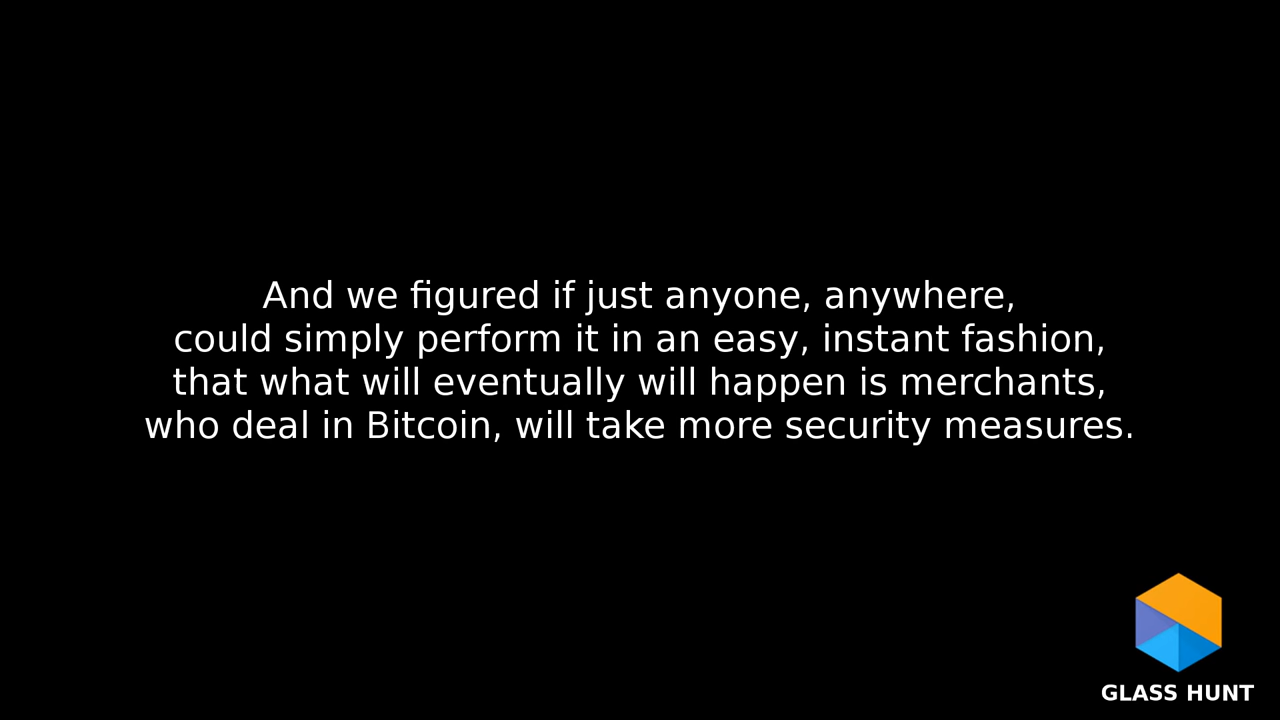 And we figured if just anyone, anywhere,
could simply perform it in an easy, instant fashion,
that what will eventually will happen is merchants,
who deal in Bitcoin, will take more security measures.
GLASS HUNT